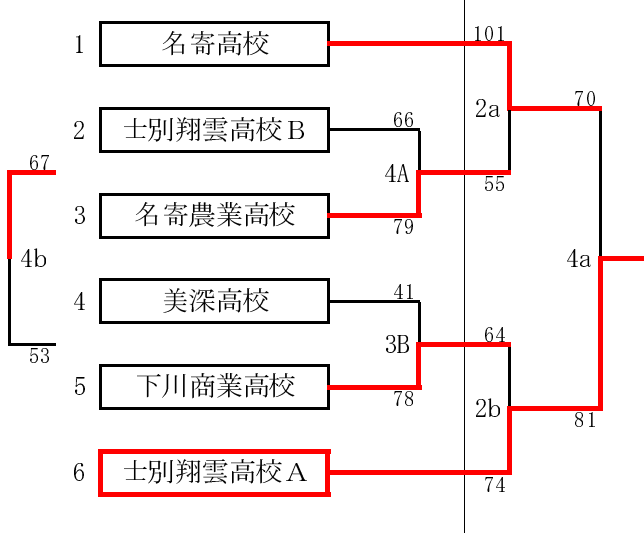 1 名寄高校 101
2a 70
2 士別翔雲高校B 66
67 4A 55
3 名寄農業高校 79
4b 4a
4 美深高校 41
53 3B 64
5 下川商業高校 78
2b 81
6 士別翔雲高校A 74